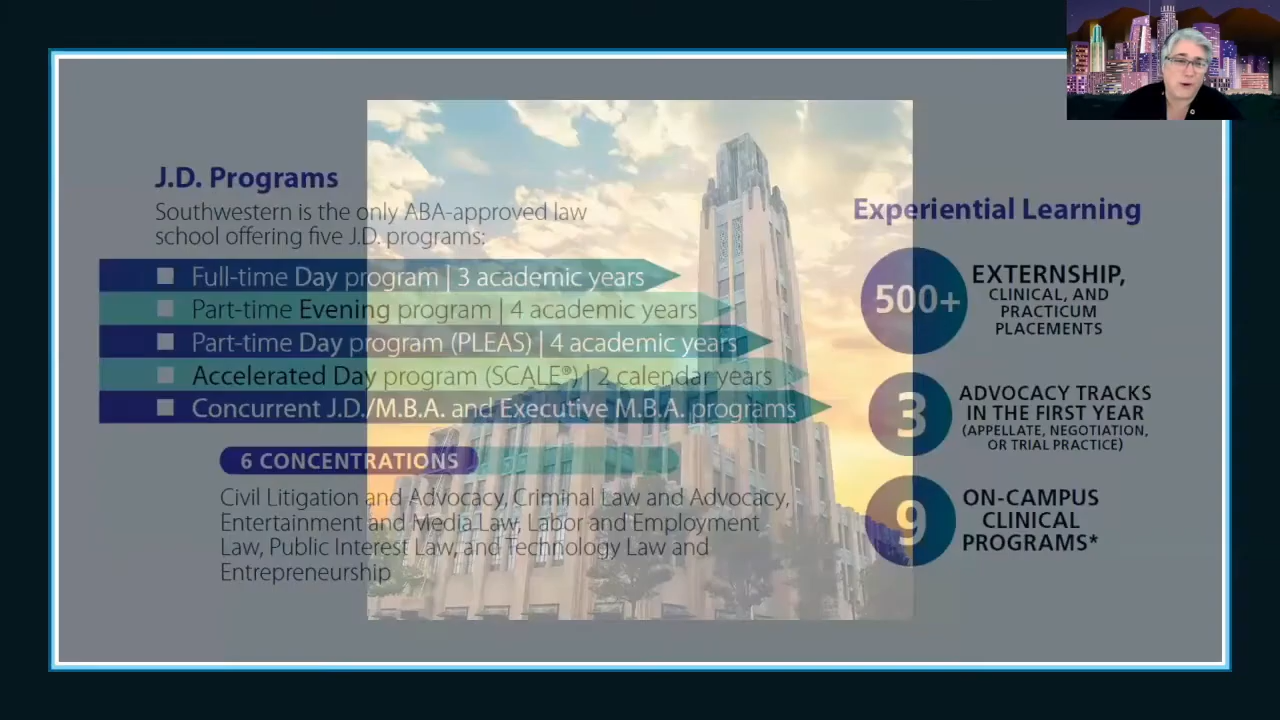 J.D. Programs
Southwestern is the only ABA-approved law
school offering five J.D. programs:
Full-time Day program | 3 academic years
Part-time Evening program | 4 academic years
Part-time Day program (PLEAS) | 4 academic years
Accelerated Day program (SCALE®) | 2 calendar years
Concurrent J.D./M.B.A. and Executive M.B.A. programs
6 CONCENTRATIONS
Civil Litigation and Advocacy, Criminal Law and Advocacy,
Entertainment and Media Law, Labor and Employment
Law, Public Interest Law, and Technology Law and
Entrepreneurship
Experiential Learning
500+
EXTERNSHIP,
CLINICAL, AND
PRACTICUM
PLACEMENTS
3
ADVOCACY TRACKS
IN THE FIRST YEAR
(APPELLATE, NEGOTIATION,
OR TRIAL PRACTICE)
9
ON-CAMPUS
CLINICAL
PROGRAMS*